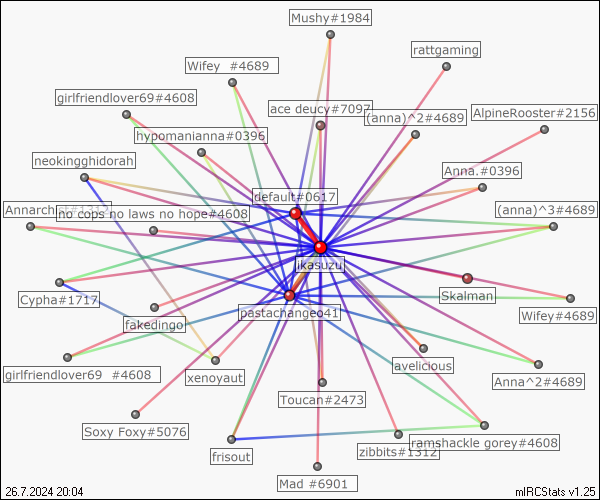 Mushy#1984
rattgaming
Wifey #4689
girlfriendlover69#4608
ace deucy#7097
(anna)^2#4689
AlpineRooster#2156
hypomanianna#0396
neokingghidorah
Anna.#0396
default#0617
Annarchist#1312
no cops no laws no hope#4608
(anna)^3#4689
ikasuzu
Cypha#1717
Skalman
pastachangeo41
Wifey#4689
fakedingo
avelicious
girlfriendlover69 #4608
xenoyaut
Anna^2#4689
Toucan#2473
Soxy Foxy#5076
ramshackle gorey#4608
zibbits#1312
frisout
Mad #6901
26.7.2024 20:04
mIRCStats v1.25